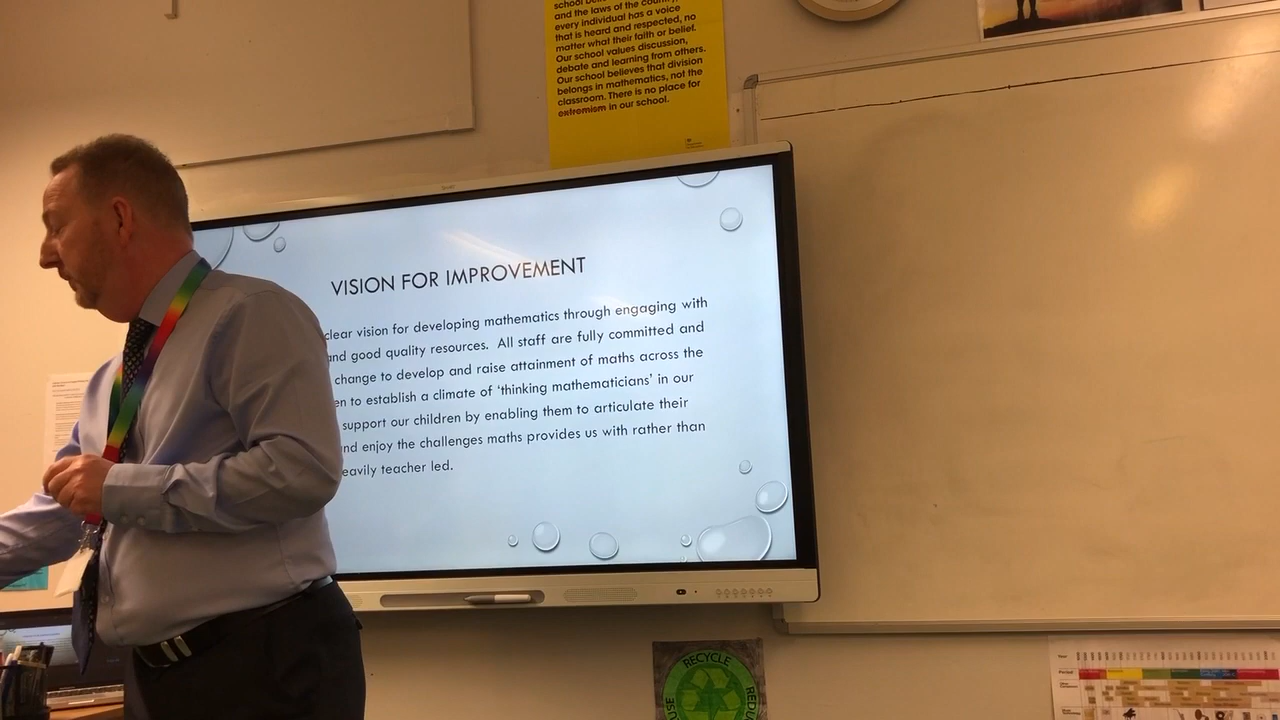 and the laws of the country,
every individual has a voice
that is heard and respected, no
matter what their faith or belief.
Our school values discussion,
debate and learning from others.
Our school believes that division
belongs in mathematics, not the
classroom. There is no place for
extremism in our school.
VISION FOR IMPROVEMENT
clear vision for developing mathematics through engaging with
and good quality resources. All staff are fully committed and
change to develop and raise attainment of maths across the
en to establish a climate of ‘thinking mathematicians’ in our
support our children by enabling them to articulate their
and enjoy the challenges maths provides us with rather than
eavily teacher led.
RECYCLE